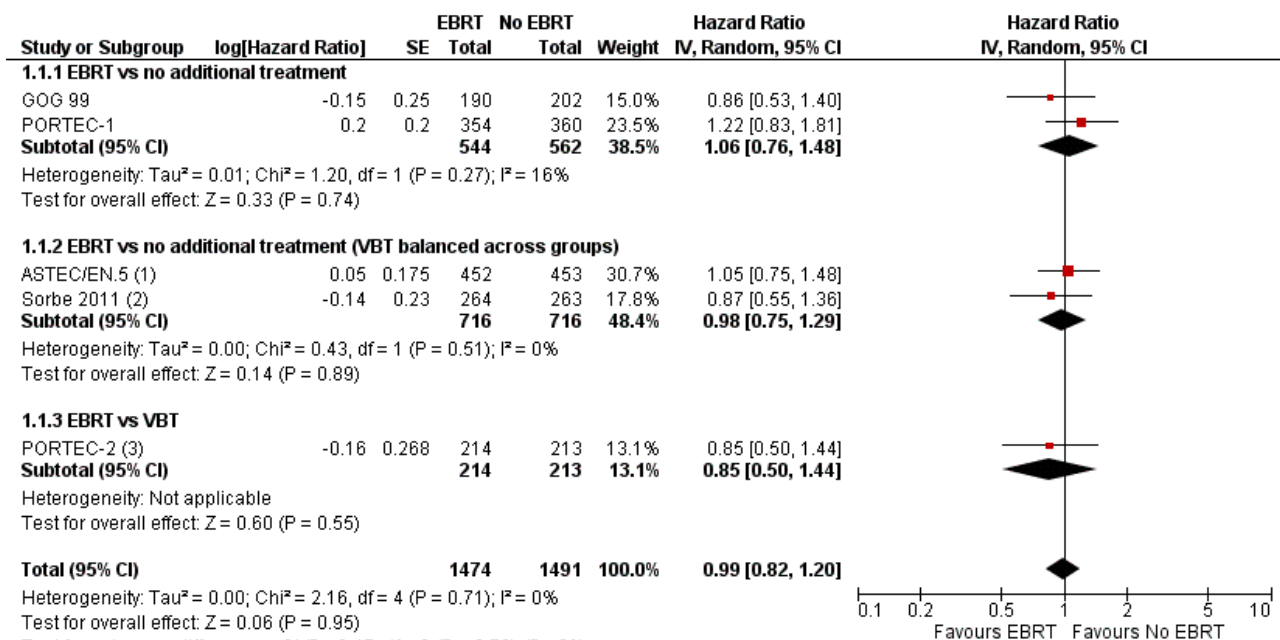 EBRT No EBRT Hazard Ratio Hazard Ratio
Study or Subgroup log[Hazard Ratio] SE Total Total Weight IV, Random, 95% CI IV, Random, 95% CI
1.1.1 EBRT vs no additional treatment
GOG 99 -0.15 0.25 190 202 15.0% 0.86 [0.53, 1.40]
PORTEC-1 0.2 0.2 354 360 23.5% 1.22 [0.83, 1.81]
Subtotal (95% CI) 544 562 38.5% 1.06 [0.76, 1.48]
Heterogeneity: Tau² = 0.01; Chi² = 1.20, df = 1 (P = 0.27); I² = 16%
Test for overall effect: Z = 0.33 (P = 0.74)
1.1.2 EBRT vs no additional treatment (VBT balanced across groups)
ASTEC/EN.5 (1) 0.05 0.175 452 453 30.7% 1.05 [0.75, 1.48]
Sorbe 2011 (2) -0.14 0.23 264 263 17.8% 0.87 [0.55, 1.36]
Subtotal (95% CI) 716 716 48.4% 0.98 [0.75, 1.29]
Heterogeneity: Tau² = 0.00; Chi² = 0.43, df = 1 (P = 0.51); I² = 0%
Test for overall effect: Z = 0.14 (P = 0.89)
1.1.3 EBRT vs VBT
PORTEC-2 (3) -0.16 0.268 214 213 13.1% 0.85 [0.50, 1.44]
Subtotal (95% CI) 214 213 13.1% 0.85 [0.50, 1.44]
Heterogeneity: Not applicable
Test for overall effect: Z = 0.60 (P = 0.55)
Total (95% CI) 1474 1491 100.0% 0.99 [0.82, 1.20]
Heterogeneity: Tau² = 0.00; Chi² = 2.16, df = 4 (P = 0.71); I² = 0%
Test for overall effect: Z = 0.06 (P = 0.95)
0.1 0.2 0.5 1 2 5 10
Favours EBRT Favours No EBRT